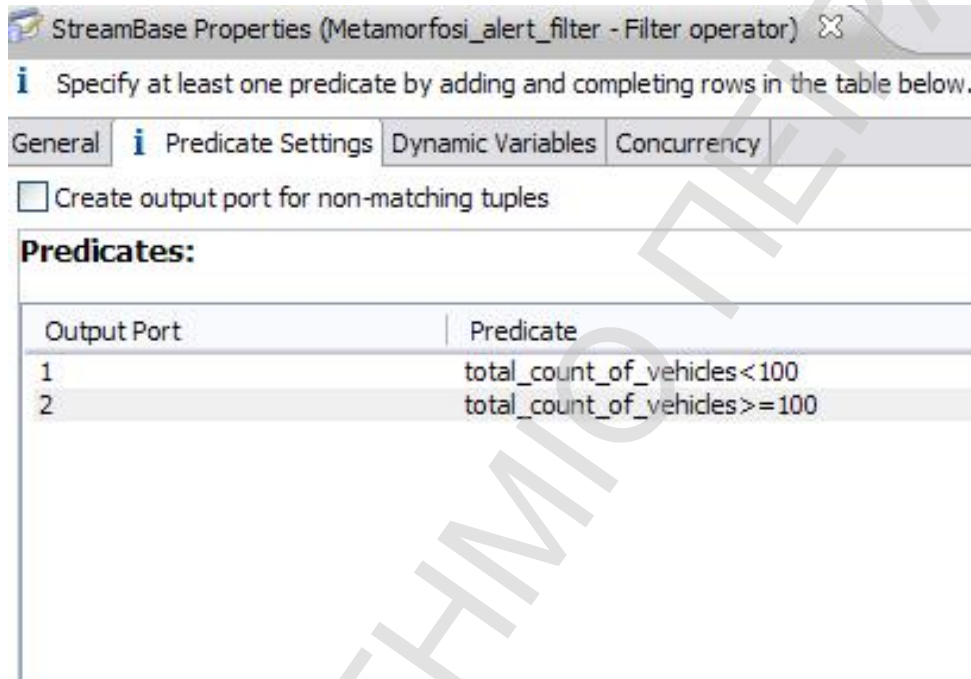 StreamBase Properties (Metamorfosi_alert_filter - Filter operator)
i Specify at least one predicate by adding and completing rows in the table below.
General i Predicate Settings Dynamic Variables Concurrency
Create output port for non-matching tuples
Predicates:
Output Port Predicate
1 total_count_of_vehicles<100
2 total_count_of_vehicles>=100